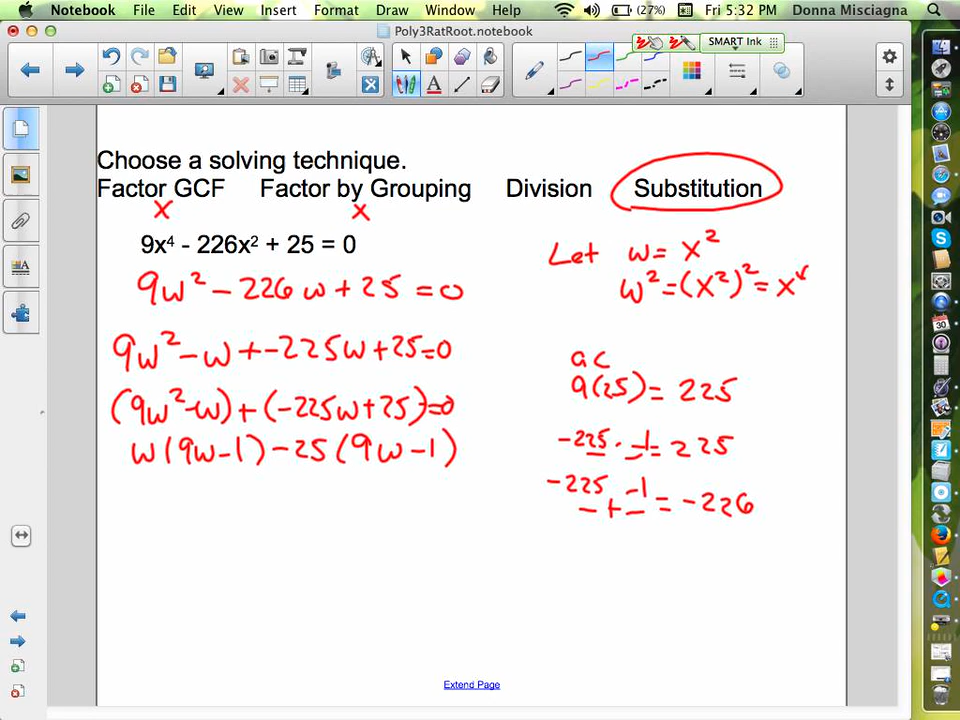 Notebook File Edit View Insert Format Tools Draw Window Help (27%) Fri 5:32 PM Donna Misciagna
Poly3RatRoot.notebook
SMART Ink
Choose a solving technique.
Factor GCF Factor by Grouping Division Substitution
x x
9x⁴ - 226x² + 25 = 0
Let w = x²
9w² - 226w + 25 = 0
w² = (x²)² = x⁴
9w² - w + -225w + 25 = 0
ac
9(25) = 225
(9w² - w) + (-225w + 25) = 0
w(9w - 1) - 25(9w - 1)
-225 · -1 = 225
-225 + -1 = -226
Extend Page
30